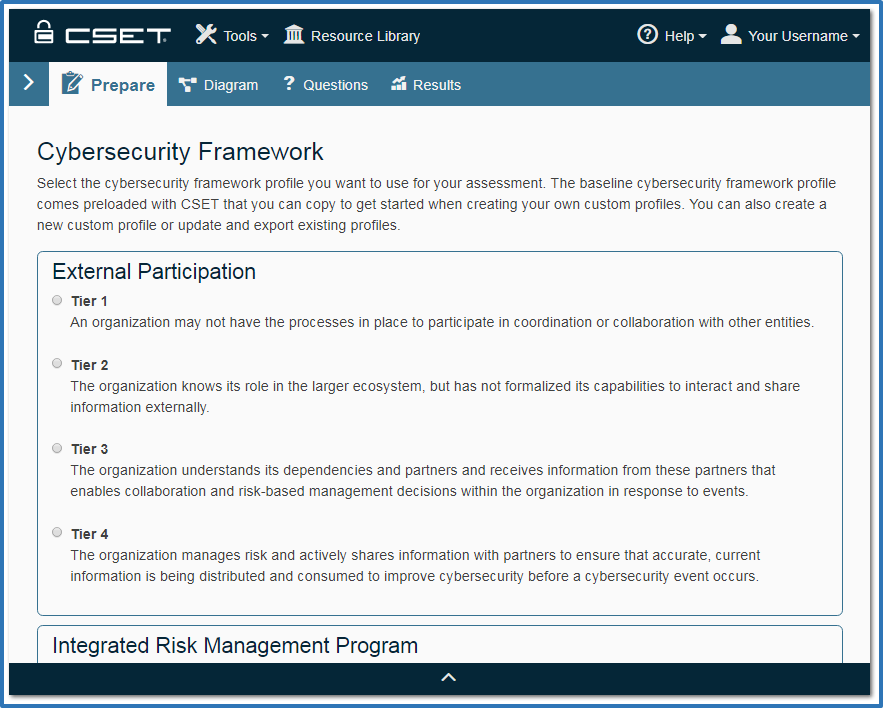 CSET Tools Resource Library Help Your Username
Prepare Diagram ? Questions Results
Cybersecurity Framework
Select the cybersecurity framework profile you want to use for your assessment. The baseline cybersecurity framework profile
comes preloaded with CSET that you can copy to get started when creating your own custom profiles. You can also create a
new custom profile or update and export existing profiles.
External Participation
Tier 1
An organization may not have the processes in place to participate in coordination or collaboration with other entities.
Tier 2
The organization knows its role in the larger ecosystem, but has not formalized its capabilities to interact and share
information externally.
Tier 3
The organization understands its dependencies and partners and receives information from these partners that
enables collaboration and risk-based management decisions within the organization in response to events.
Tier 4
The organization manages risk and actively shares information with partners to ensure that accurate, current
information is being distributed and consumed to improve cybersecurity before a cybersecurity event occurs.
Integrated Risk Management Program